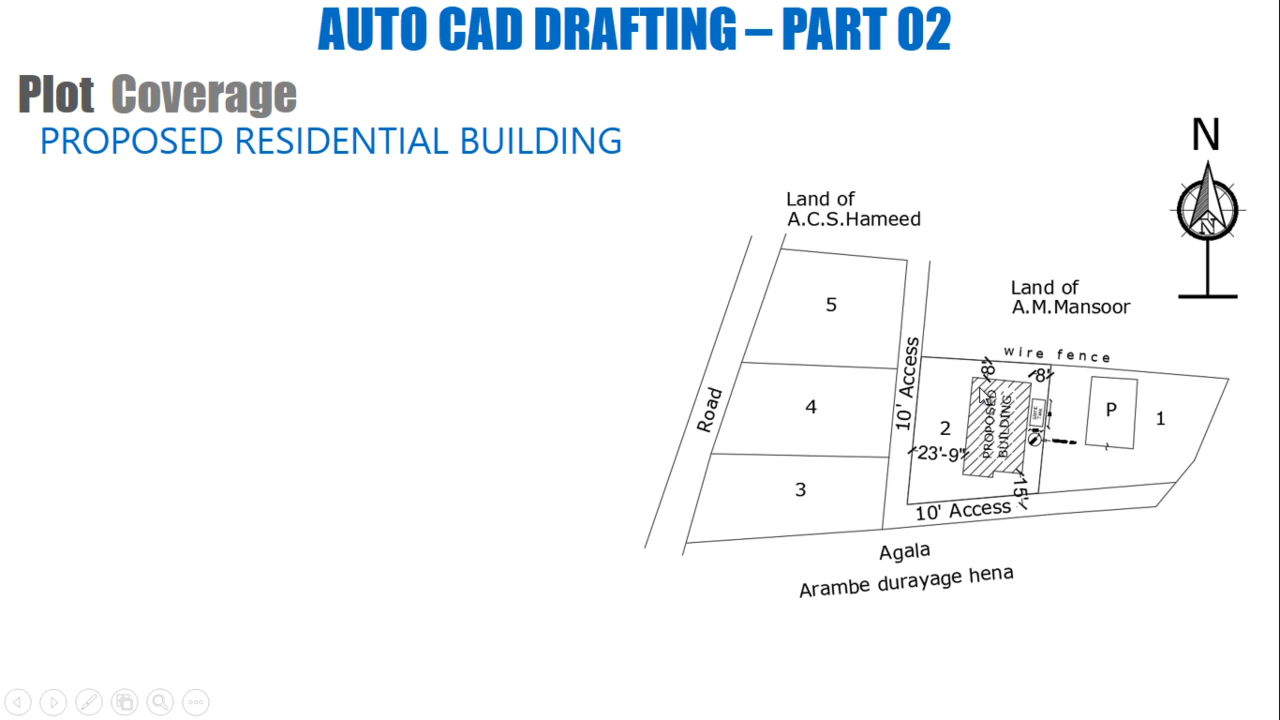 AUTO CAD DRAFTING – PART 02
Plot Coverage
PROPOSED RESIDENTIAL BUILDING
N
Land of
A.C.S.Hameed
N
Land of
A.M.Mansoor
5
wire fence
8'
8'
10' Access
Road
4
2
PROPOSED
BUILDING
P
1
23'-9"
3
15'
10' Access
Agala
Arambe durayage hena